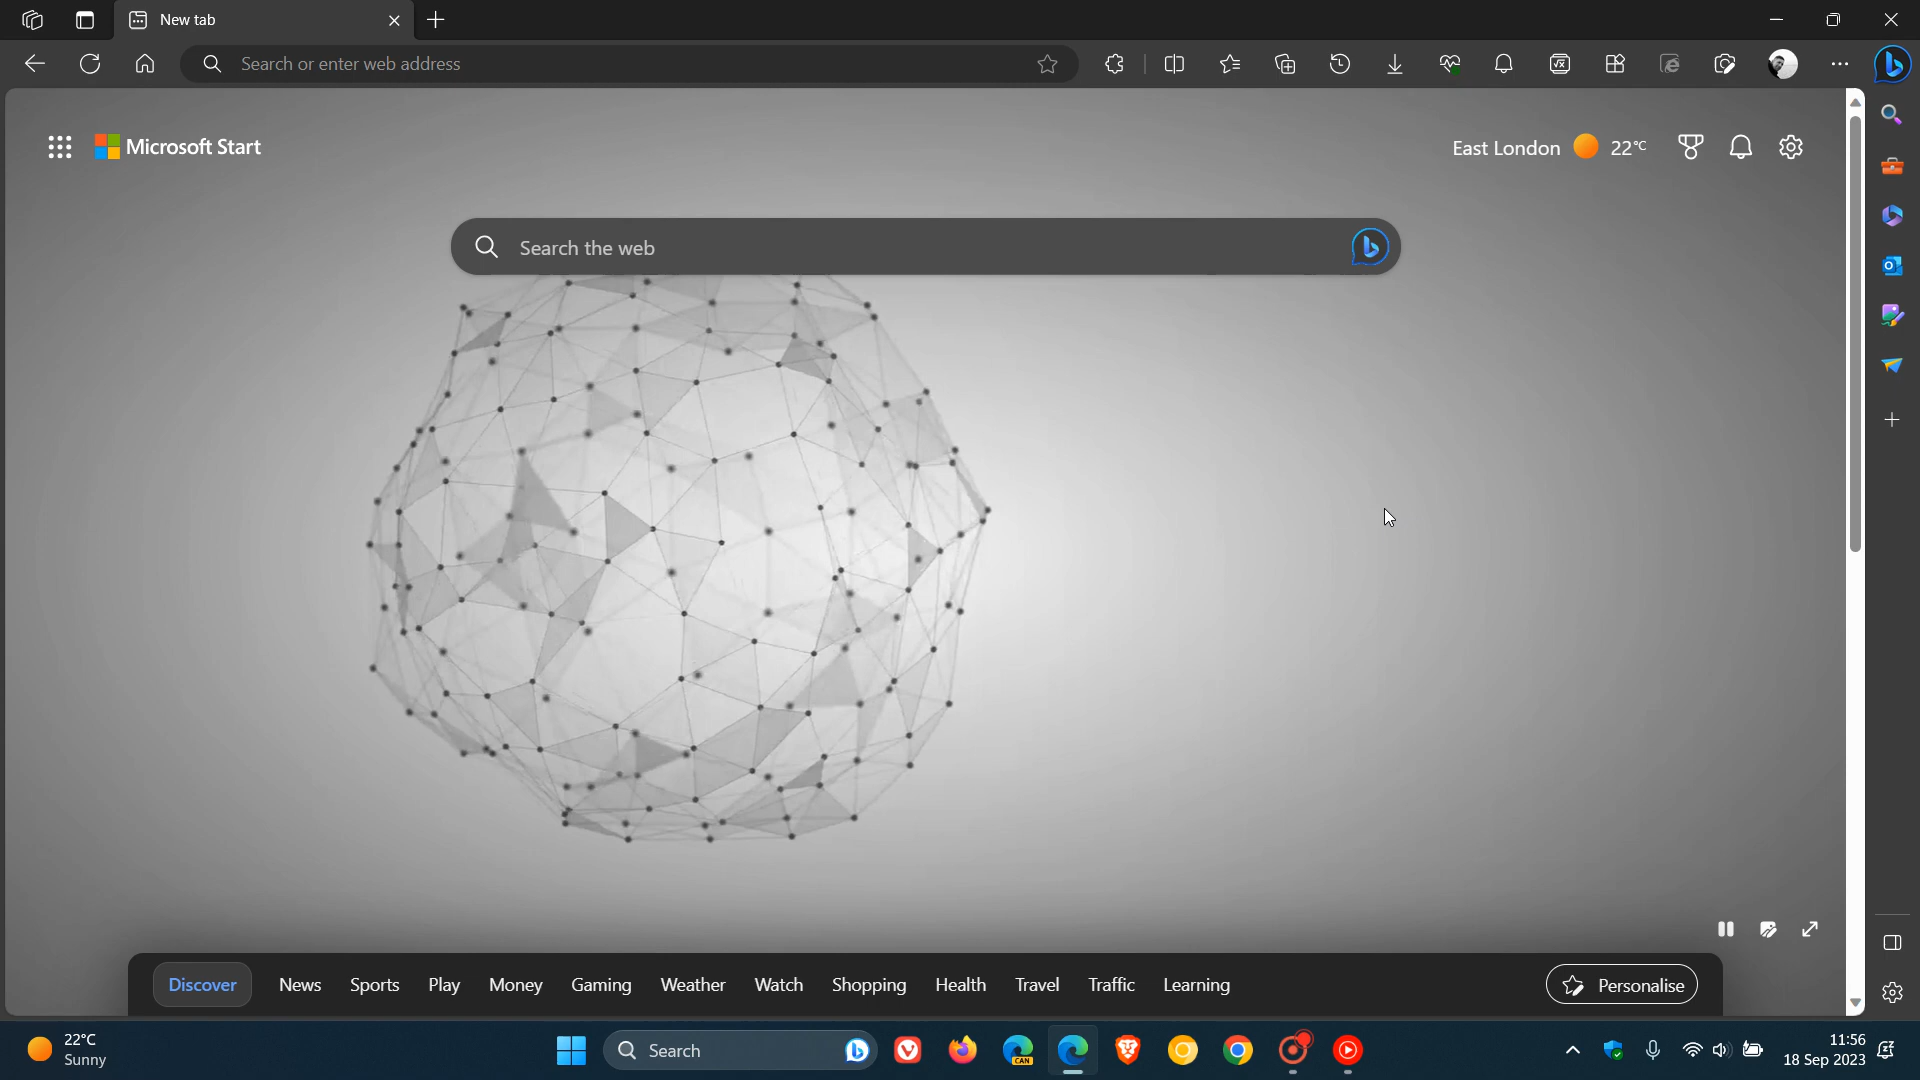 New tab
Search or enter web address
Microsoft Start
East London 22°C
Search the web
Discover News Sports Play Money Gaming Weather Watch Shopping Health Travel Traffic Learning Personalise
22°C
Sunny
Search
CAN
11:56
18 Sep 2023